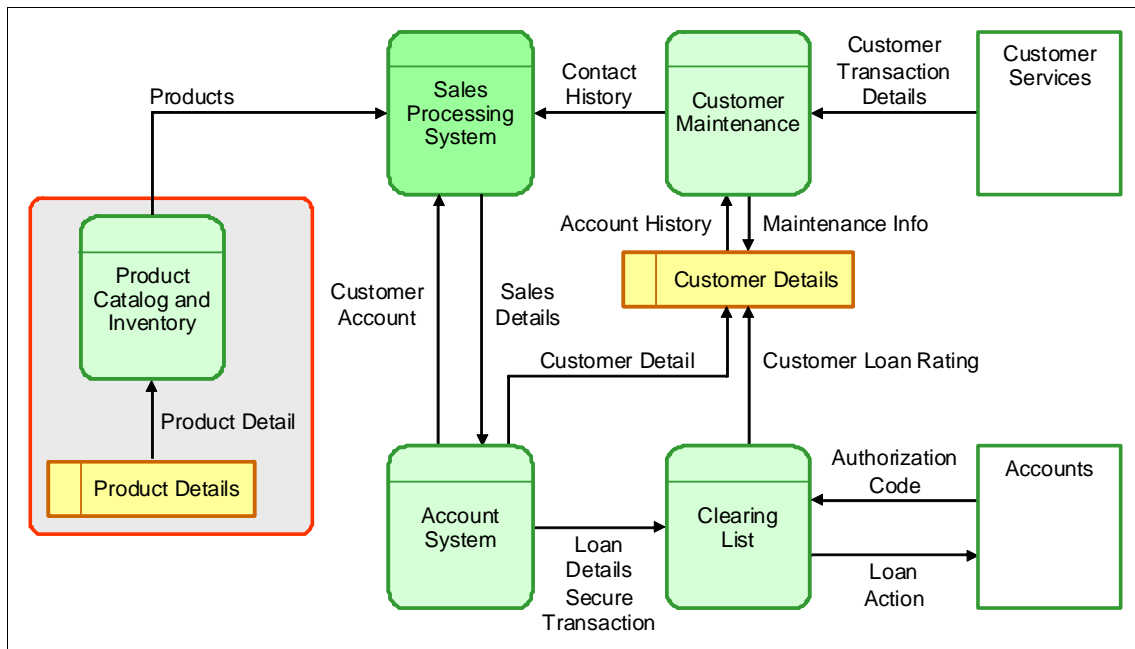 Products
Sales
Processing
System
Contact
History
Customer
Maintenance
Customer
Transaction
Details
Customer
Services
Product
Catalog and
Inventory
Product Detail
Product Details
Customer
Account
Sales
Details
Account History
Maintenance Info
Customer Details
Customer Detail
Customer Loan Rating
Account
System
Loan
Details
Secure
Transaction
Clearing
List
Authorization
Code
Loan
Action
Accounts